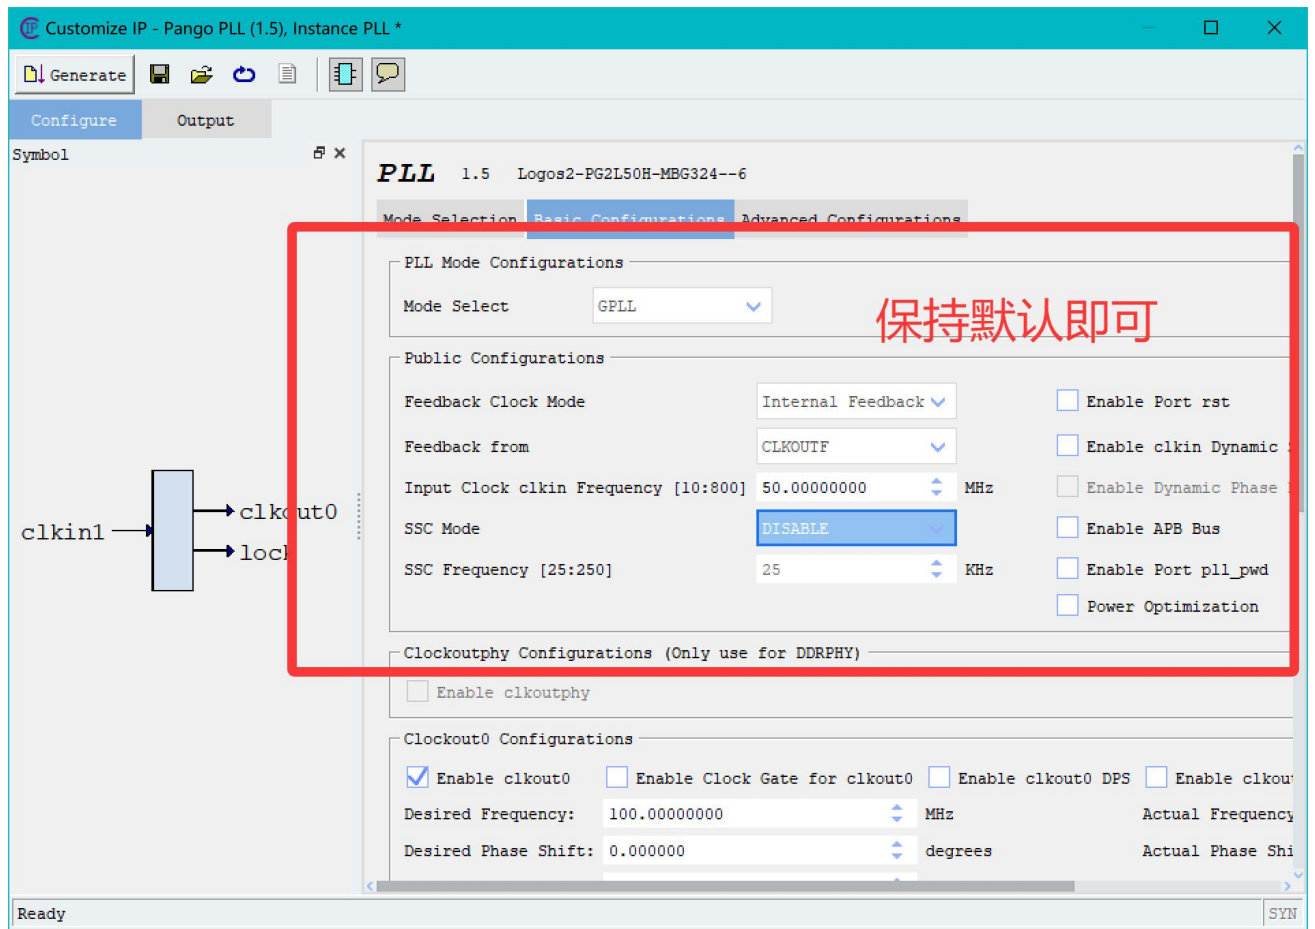 Customize IP - Pango PLL (1.5), Instance PLL *
Generate
Configure Output
Symbol
PLL 1.5 Logos2-PG2L50H-MBG324--6
Mode Selection Basic Configurations Advanced Configurations
PLL Mode Configurations
Mode Select GPLL
保持默认即可
Public Configurations
Feedback Clock Mode Internal Feedback Enable Port rst
Feedback from CLKOUTF Enable clkin Dynamic
Input Clock clkin Frequency [10:800] 50.00000000 MHz Enable Dynamic Phase
SSC Mode DISABLE Enable APB Bus
SSC Frequency [25:250] 25 KHz Enable Port pll_pwd
Power Optimization
clkin1
clkout0
lock
Clockoutphy Configurations (Only use for DDRPHY)
Enable clkoutphy
Clockout0 Configurations
Enable clkout0 Enable Clock Gate for clkout0 Enable clkout0 DPS Enable clkou
Desired Frequency: 100.00000000 MHz Actual Frequency
Desired Phase Shift: 0.000000 degrees Actual Phase Shi
Ready SYN